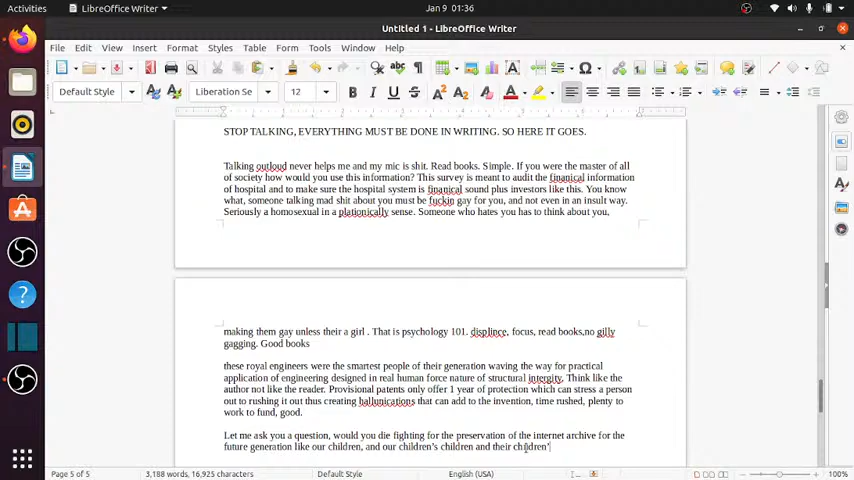 Activities
LibreOffice Writer
Jan 9 01:36
Untitled 1 - LibreOffice Writer
File Edit View Insert Format Styles Table Form Tools Window Help
Default Style
Liberation Se
12
STOP TALKING, EVERYTHING MUST BE DONE IN WRITING. SO HERE IT GOES.
Talking outloud never helps me and my mic is shit. Read books. Simple. If you were the master of all
of society how would you use this information? This survey is meant to audit the finanical information
of hospital and to make sure the hospital system is finanical sound plus investors like this. You know
what, someone talking mad shit about you must be fuckin gay for you, and not even in an insult way.
Seriously a homosexual in a plationically sense. Someone who hates you has to think about you,
making them gay unless their a girl . That is psychology 101. displince, focus, read books,no gilly
gagging. Good books
these royal engineers were the smartest people of their generation waving the way for practical
application of engineering designed in real human force nature of structural intergity. Think like the
author not like the reader. Provisional patents only offer 1 year of protection which can stress a person
out to rushing it out thus creating hallunications that can add to the invention, time rushed, plenty to
work to fund, good.
Let me ask you a question, would you die fighting for the preservation of the internet archive for the
future generation like our children, and our children's children and their children'
Page 5 of 5
3,188 words, 16,925 characters
Default Style
English (USA)
100%